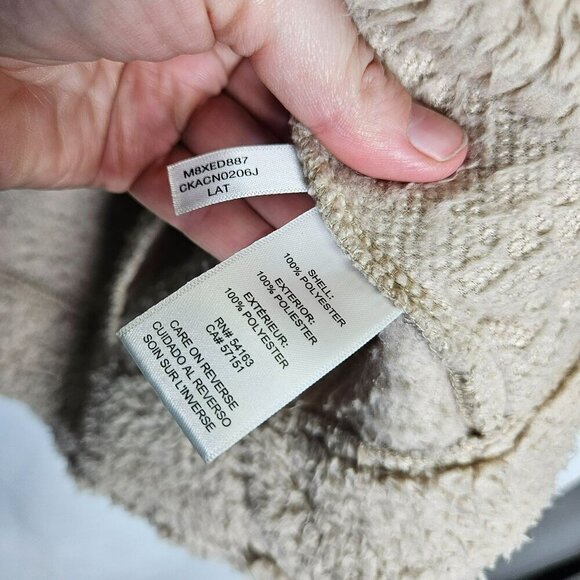 M8XED887
CKACN0206J
LAT
SHELL:
100% POLYESTER
EXTERIOR:
100% POLIESTER
EXTÉRIEUR:
100% POLYESTER
RN# 54163
CA# 57151
CARE ON REVERSE
CUIDADO AL REVERSO
SOIN SUR L'INVERSE